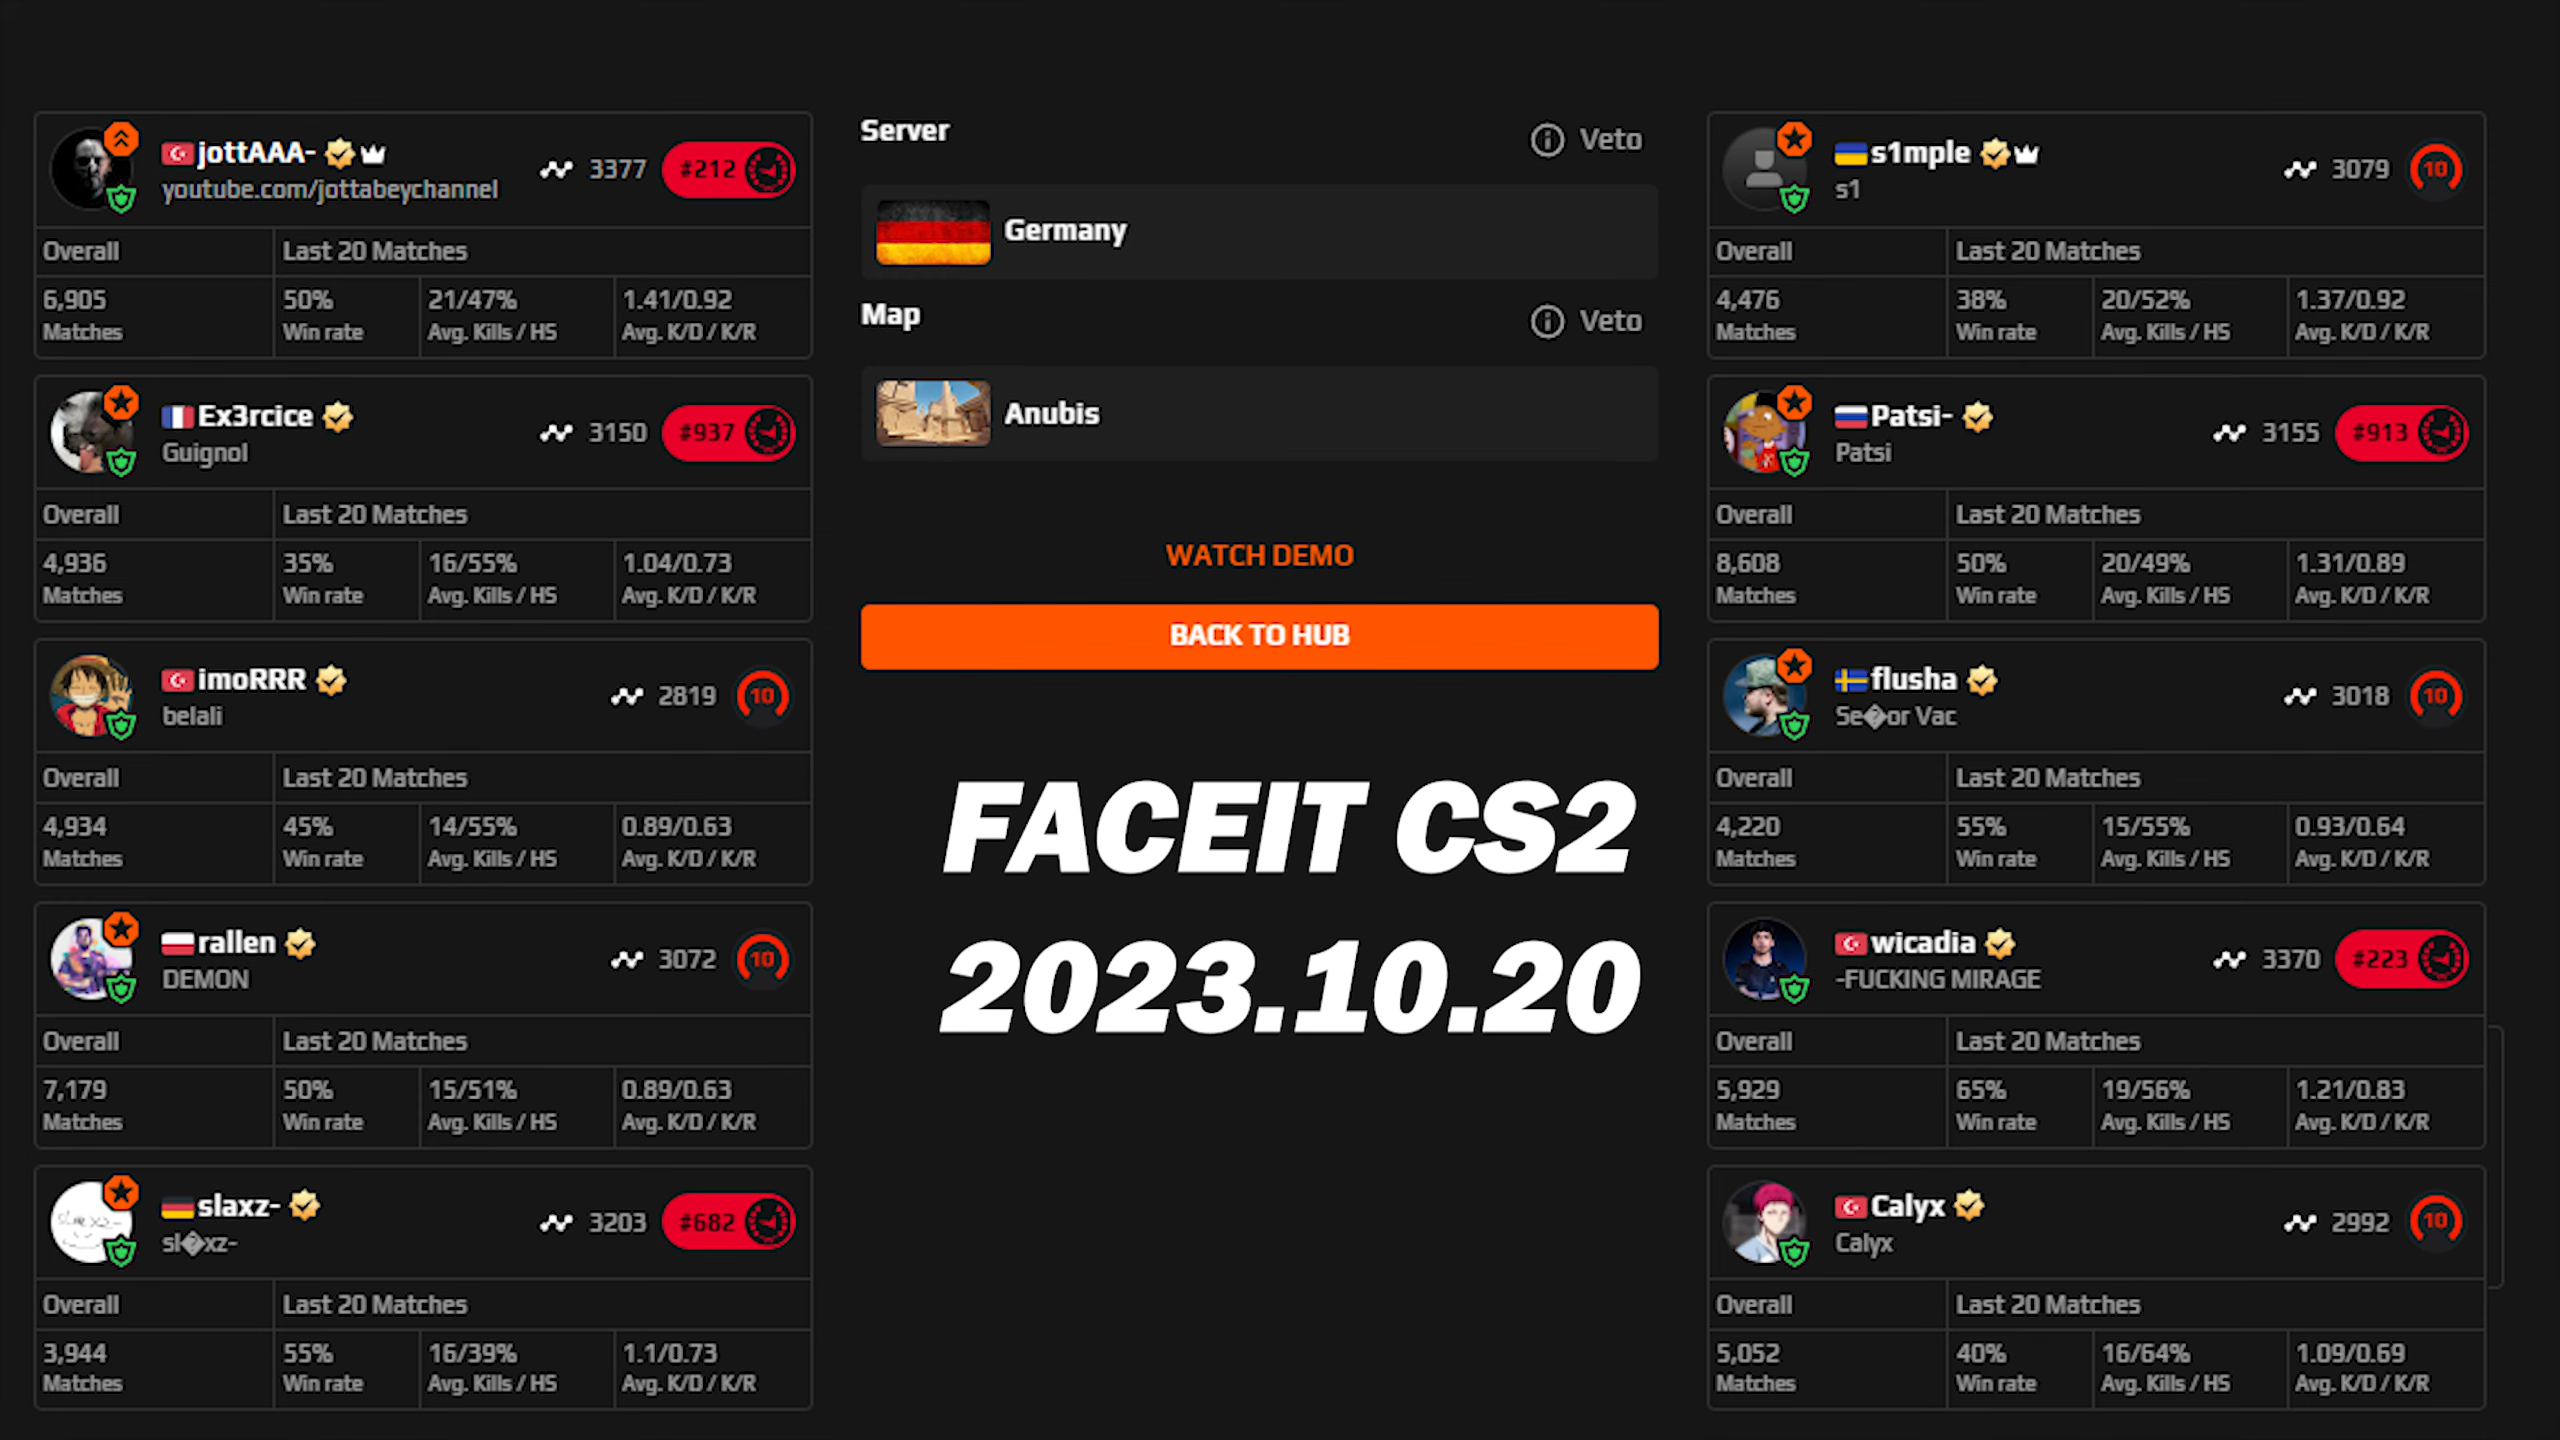 jottAAA-
youtube.com/jottabeychannel
3377 #212
Overall Last 20 Matches
6,905 50% 21/47% 1.41/0.92
Matches Win rate Avg. Kills / HS Avg. K/D / K/R
Ex3rcice
Guignol
3150 #937
Overall Last 20 Matches
4,936 35% 16/55% 1.04/0.73
Matches Win rate Avg. Kills / HS Avg. K/D / K/R
imoRRR
belali
2819 10
Overall Last 20 Matches
4,934 45% 14/55% 0.89/0.63
Matches Win rate Avg. Kills / HS Avg. K/D / K/R
rallen
DEMON
3072 10
Overall Last 20 Matches
7,179 50% 15/51% 0.89/0.63
Matches Win rate Avg. Kills / HS Avg. K/D / K/R
slaxz-
sl�xz-
3203 #682
Overall Last 20 Matches
3,944 55% 16/39% 1.1/0.73
Matches Win rate Avg. Kills / HS Avg. K/D / K/R
Server Veto
Germany
Map Veto
Anubis
WATCH DEMO
BACK TO HUB
FACEIT CS2
2023.10.20
s1mple
s1
3079 10
Overall Last 20 Matches
4,476 38% 20/52% 1.37/0.92
Matches Win rate Avg. Kills / HS Avg. K/D / K/R
Patsi-
Patsi
3155 #913
Overall Last 20 Matches
8,608 50% 20/49% 1.31/0.89
Matches Win rate Avg. Kills / HS Avg. K/D / K/R
flusha
Se�or Vac
3018 10
Overall Last 20 Matches
4,220 55% 15/55% 0.93/0.64
Matches Win rate Avg. Kills / HS Avg. K/D / K/R
wicadia
-FUCKING MIRAGE
3370 #223
Overall Last 20 Matches
5,929 65% 19/56% 1.21/0.83
Matches Win rate Avg. Kills / HS Avg. K/D / K/R
Calyx
Calyx
2992 10
Overall Last 20 Matches
5,052 40% 16/64% 1.09/0.69
Matches Win rate Avg. Kills / HS Avg. K/D / K/R